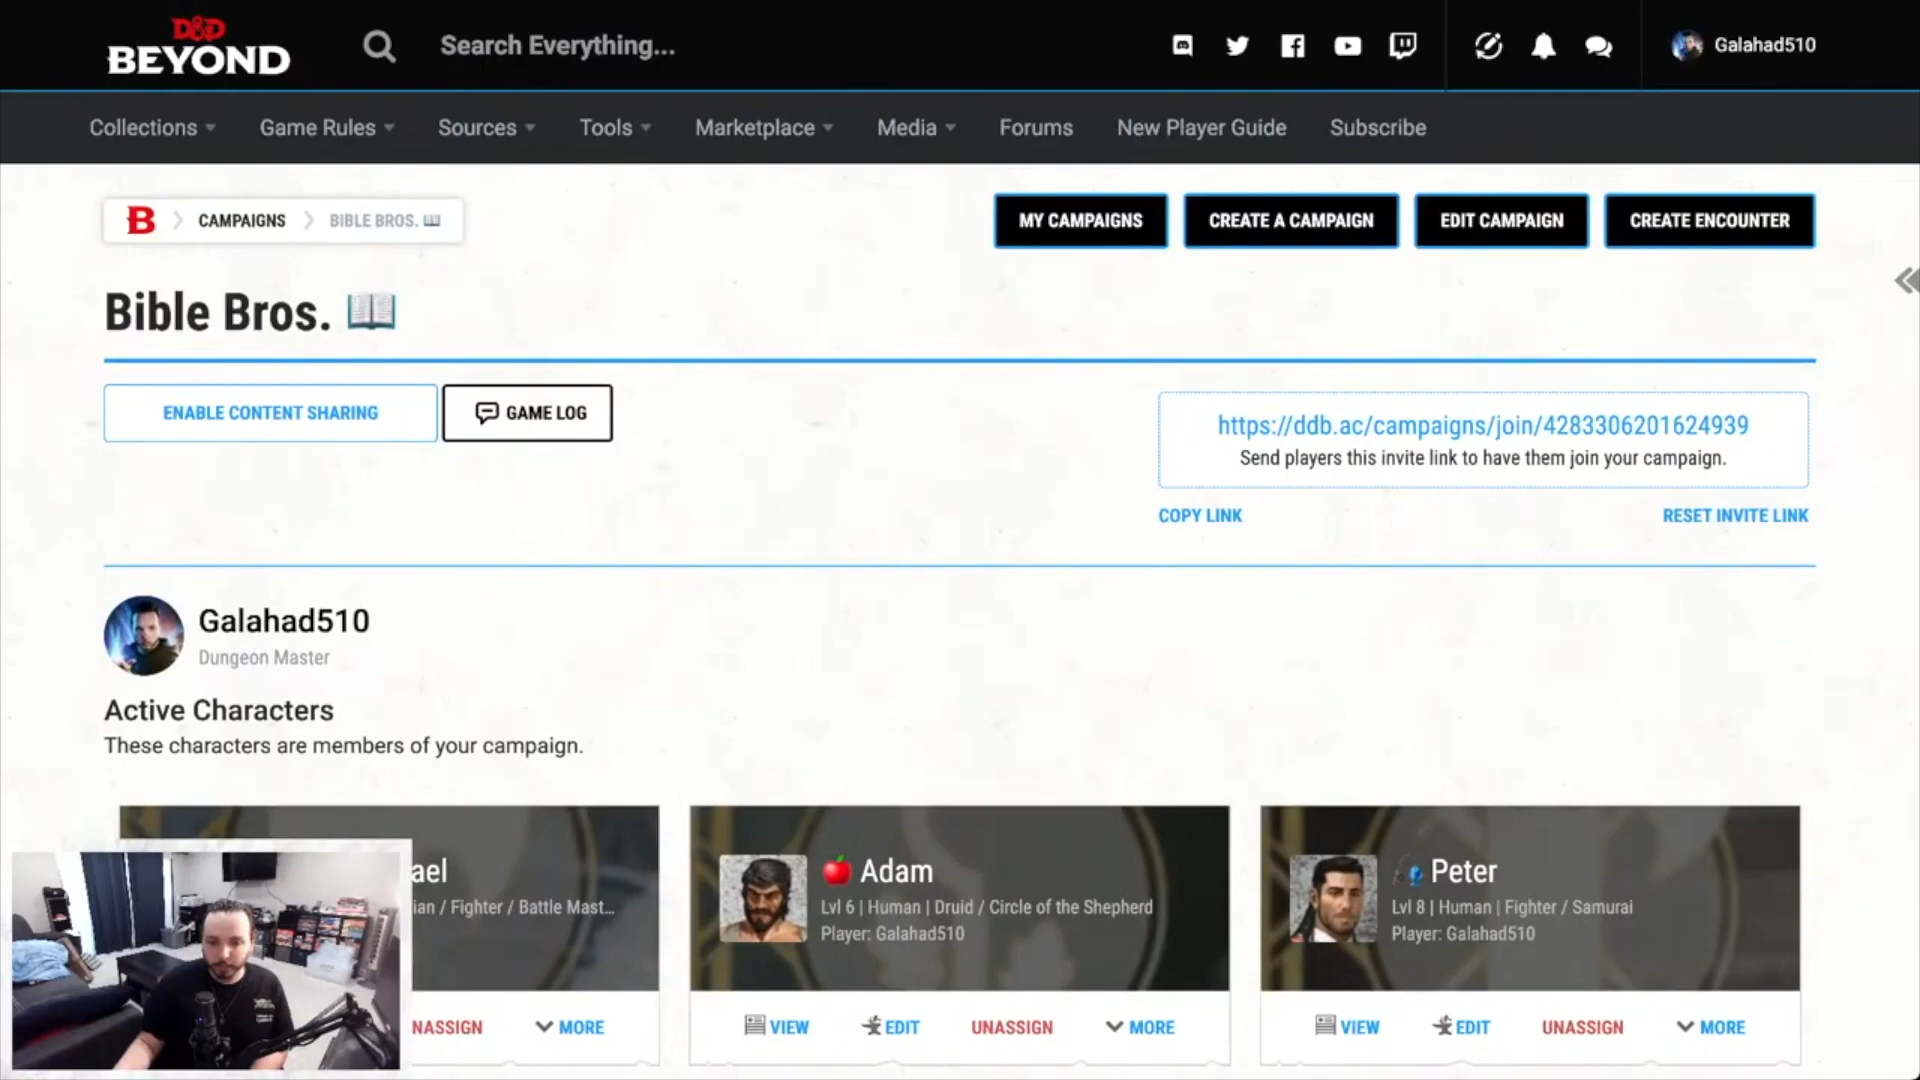 D&D
BEYOND
Search Everything...
Galahad510
Collections
Game Rules
Sources
Tools
Marketplace
Media
Forums
New Player Guide
Subscribe
B
CAMPAIGNS
BIBLE BROS. 📖
MY CAMPAIGNS
CREATE A CAMPAIGN
EDIT CAMPAIGN
CREATE ENCOUNTER
Bible Bros. 📖
ENABLE CONTENT SHARING
GAME LOG
https://ddb.ac/campaigns/join/4283306201624939
Send players this invite link to have them join your campaign.
COPY LINK
RESET INVITE LINK
Galahad510
Dungeon Master
Active Characters
These characters are members of your campaign.
ael
ian / Fighter / Battle Mast...
NASSIGN
MORE
🍎 Adam
Lvl 6 | Human | Druid / Circle of the Shepherd
Player: Galahad510
VIEW
EDIT
UNASSIGN
MORE
🎣 Peter
Lvl 8 | Human | Fighter / Samurai
Player: Galahad510
VIEW
EDIT
UNASSIGN
MORE